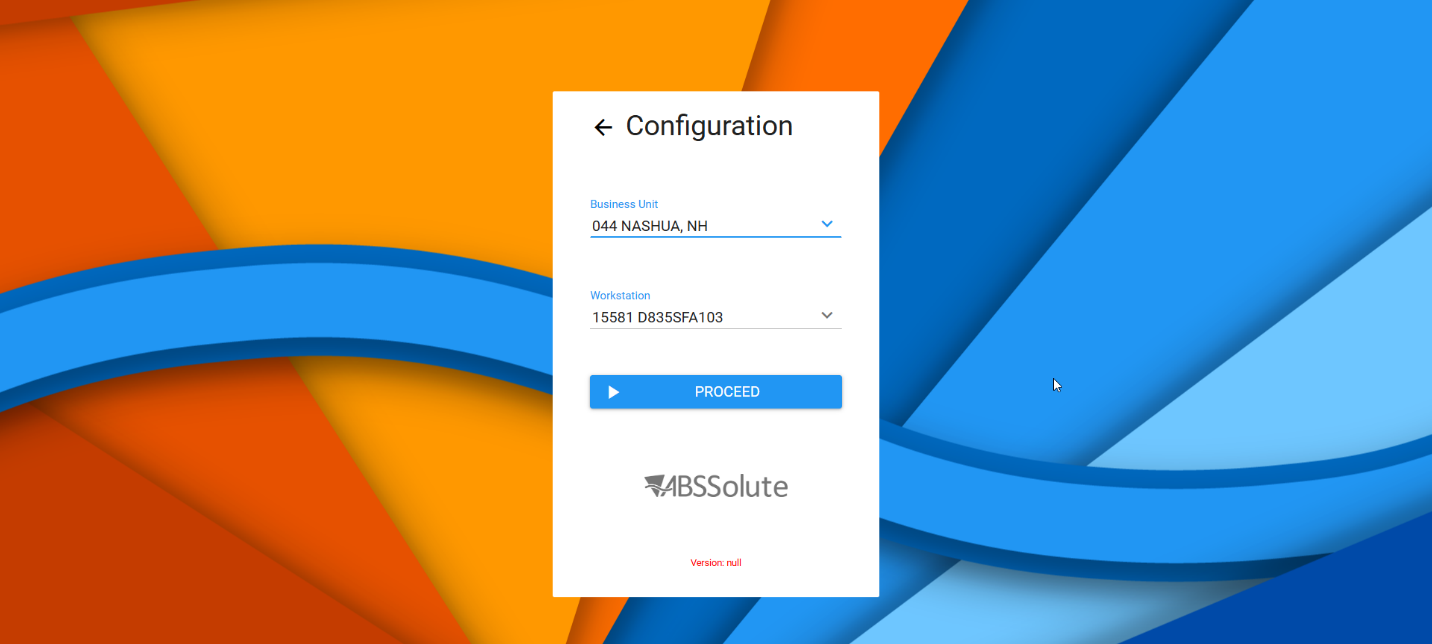 Configuration
Business Unit
044 NASHUA, NH
Workstation
15581 D835SFA103
PROCEED
ABSSolute
Version: null